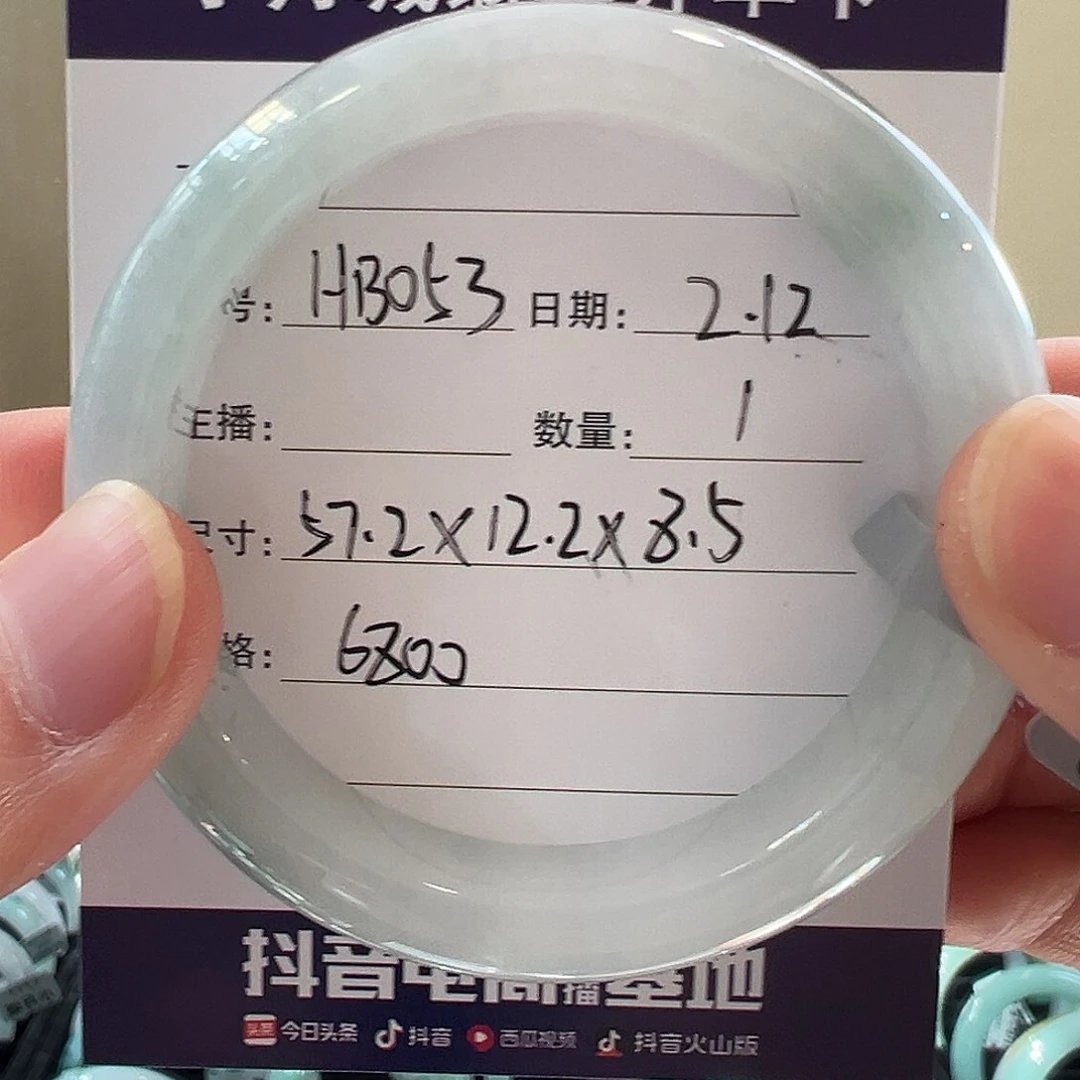 号: HB053 日期: 2.12
主播: 数量: 1
尺寸: 57.2X12.2X8.5
格: 6800
抖音电商直播基地
今日头条 抖音 西瓜视频 抖音火山版